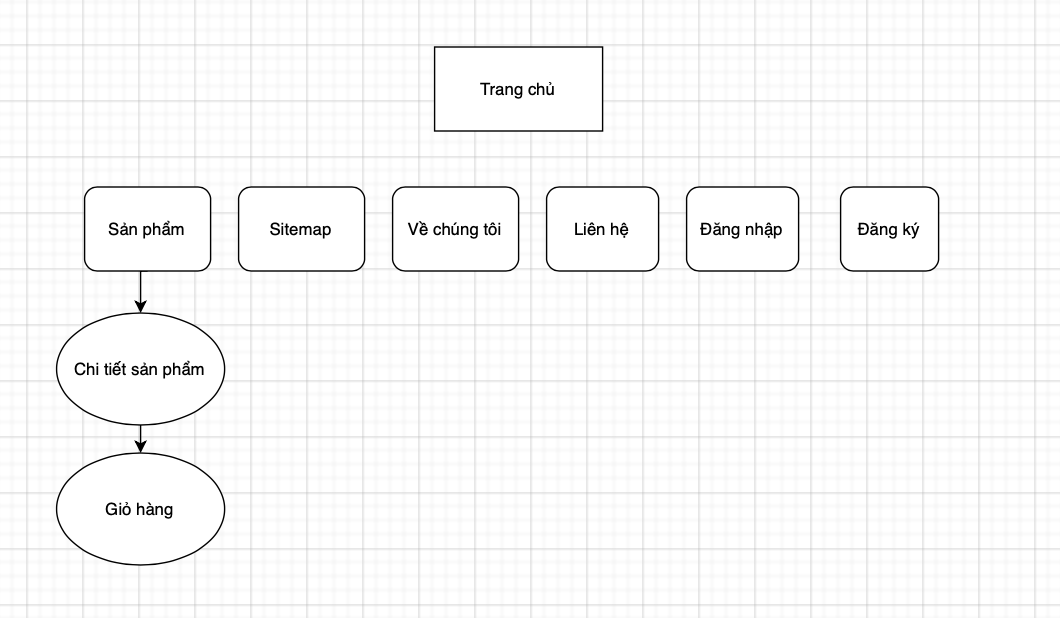 Trang chủ
Sản phẩm
Sitemap
Về chúng tôi
Liên hệ
Đăng nhập
Đăng ký
Chi tiết sản phẩm
Giỏ hàng